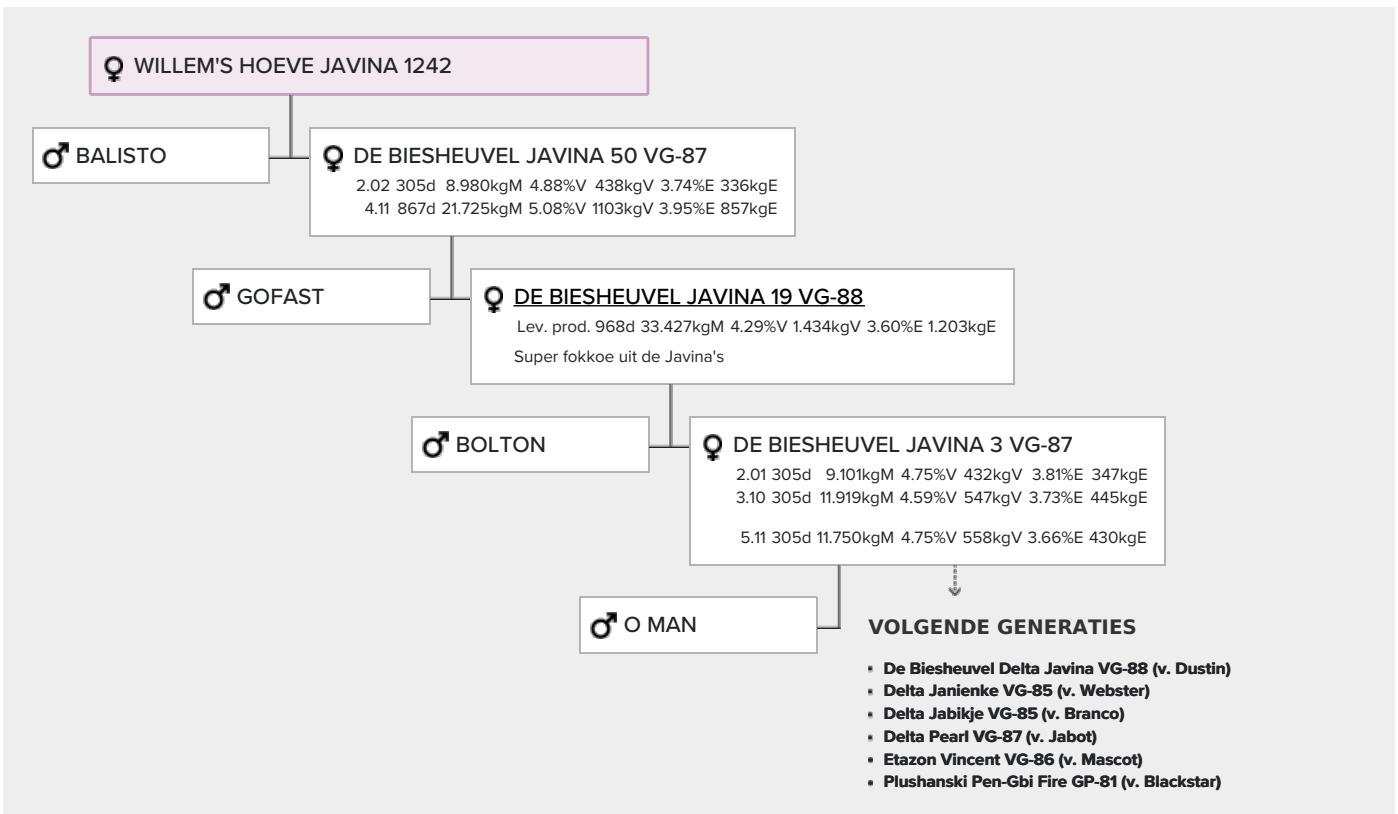 WILLEM'S HOEVE JAVINA 1242
BALISTO
DE BIESHEUVEL JAVINA 50 VG-87
2.02 305d 8.980kgM 4.88%V 438kgV 3.74%E 336kgE
4.11 867d 21.725kgM 5.08%V 1103kgV 3.95%E 857kgE
GOFAST
DE BIESHEUVEL JAVINA 19 VG-88
Lev. prod. 968d 33.427kgM 4.29%V 1.434kgV 3.60%E 1.203kgE
Super fokkoe uit de Javina's
BOLTON
DE BIESHEUVEL JAVINA 3 VG-87
2.01 305d 9.101kgM 4.75%V 432kgV 3.81%E 347kgE
3.10 305d 11.919kgM 4.59%V 547kgV 3.73%E 445kgE
5.11 305d 11.750kgM 4.75%V 558kgV 3.66%E 430kgE
O MAN
VOLGENDE GENERATIES
▪ De Biesheuvel Delta Javina VG-88 (v. Dustin)
▪ Delta Janienke VG-85 (v. Webster)
▪ Delta Jabikje VG-85 (v. Branco)
▪ Delta Pearl VG-87 (v. Jabot)
▪ Etazon Vincent VG-86 (v. Mascot)
▪ Plushanski Pen-Gbi Fire GP-81 (v. Blackstar)